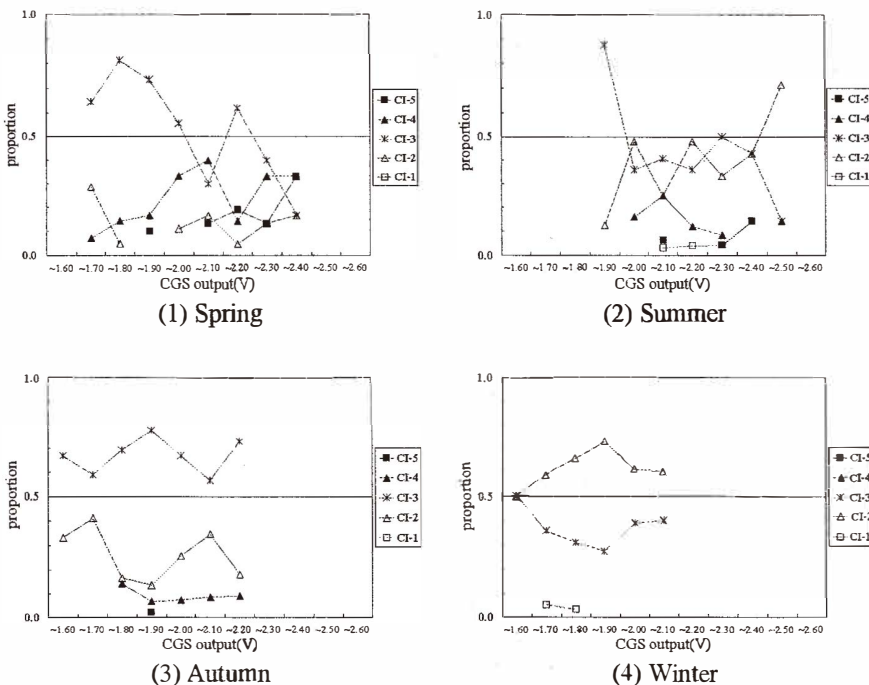 1.0
0.5
0.0
proportion
~1.60 ~1.70 ~1.80 ~1.90 ~2.00 ~2.10 ~2.20 ~2.30 ~2.40 ~2.50 ~2.60
CGS output(V)
CI-5
CI-4
CI-3
CI-2
CI-1
(1) Spring
1.0
0.5
0.0
proportion
~1.60 ~1.70 ~1.80 ~1.90 ~2.00 ~2.10 ~2.20 ~2.30 ~2.40 ~2.50 ~2.60
CGS output(V)
CI-5
CI-4
CI-3
CI-2
CI-1
(2) Summer
1.0
0.5
0.0
proportion
~1.60 ~1.70 ~1.80 ~1.90 ~2.00 ~2.10 ~2.20 ~2.30 ~2.40 ~2.50 ~2.60
CGS output(V)
CI-5
CI-4
CI-3
CI-2
CI-1
(3) Autumn
1.0
0.5
0.0
proportion
~1.60 ~1.70 ~1.80 ~1.90 ~2.00 ~2.10 ~2.20 ~2.30 ~2.40 ~2.50 ~2.60
CGS output(V)
CI-5
CI-4
CI-3
CI-2
CI-1
(4) Winter